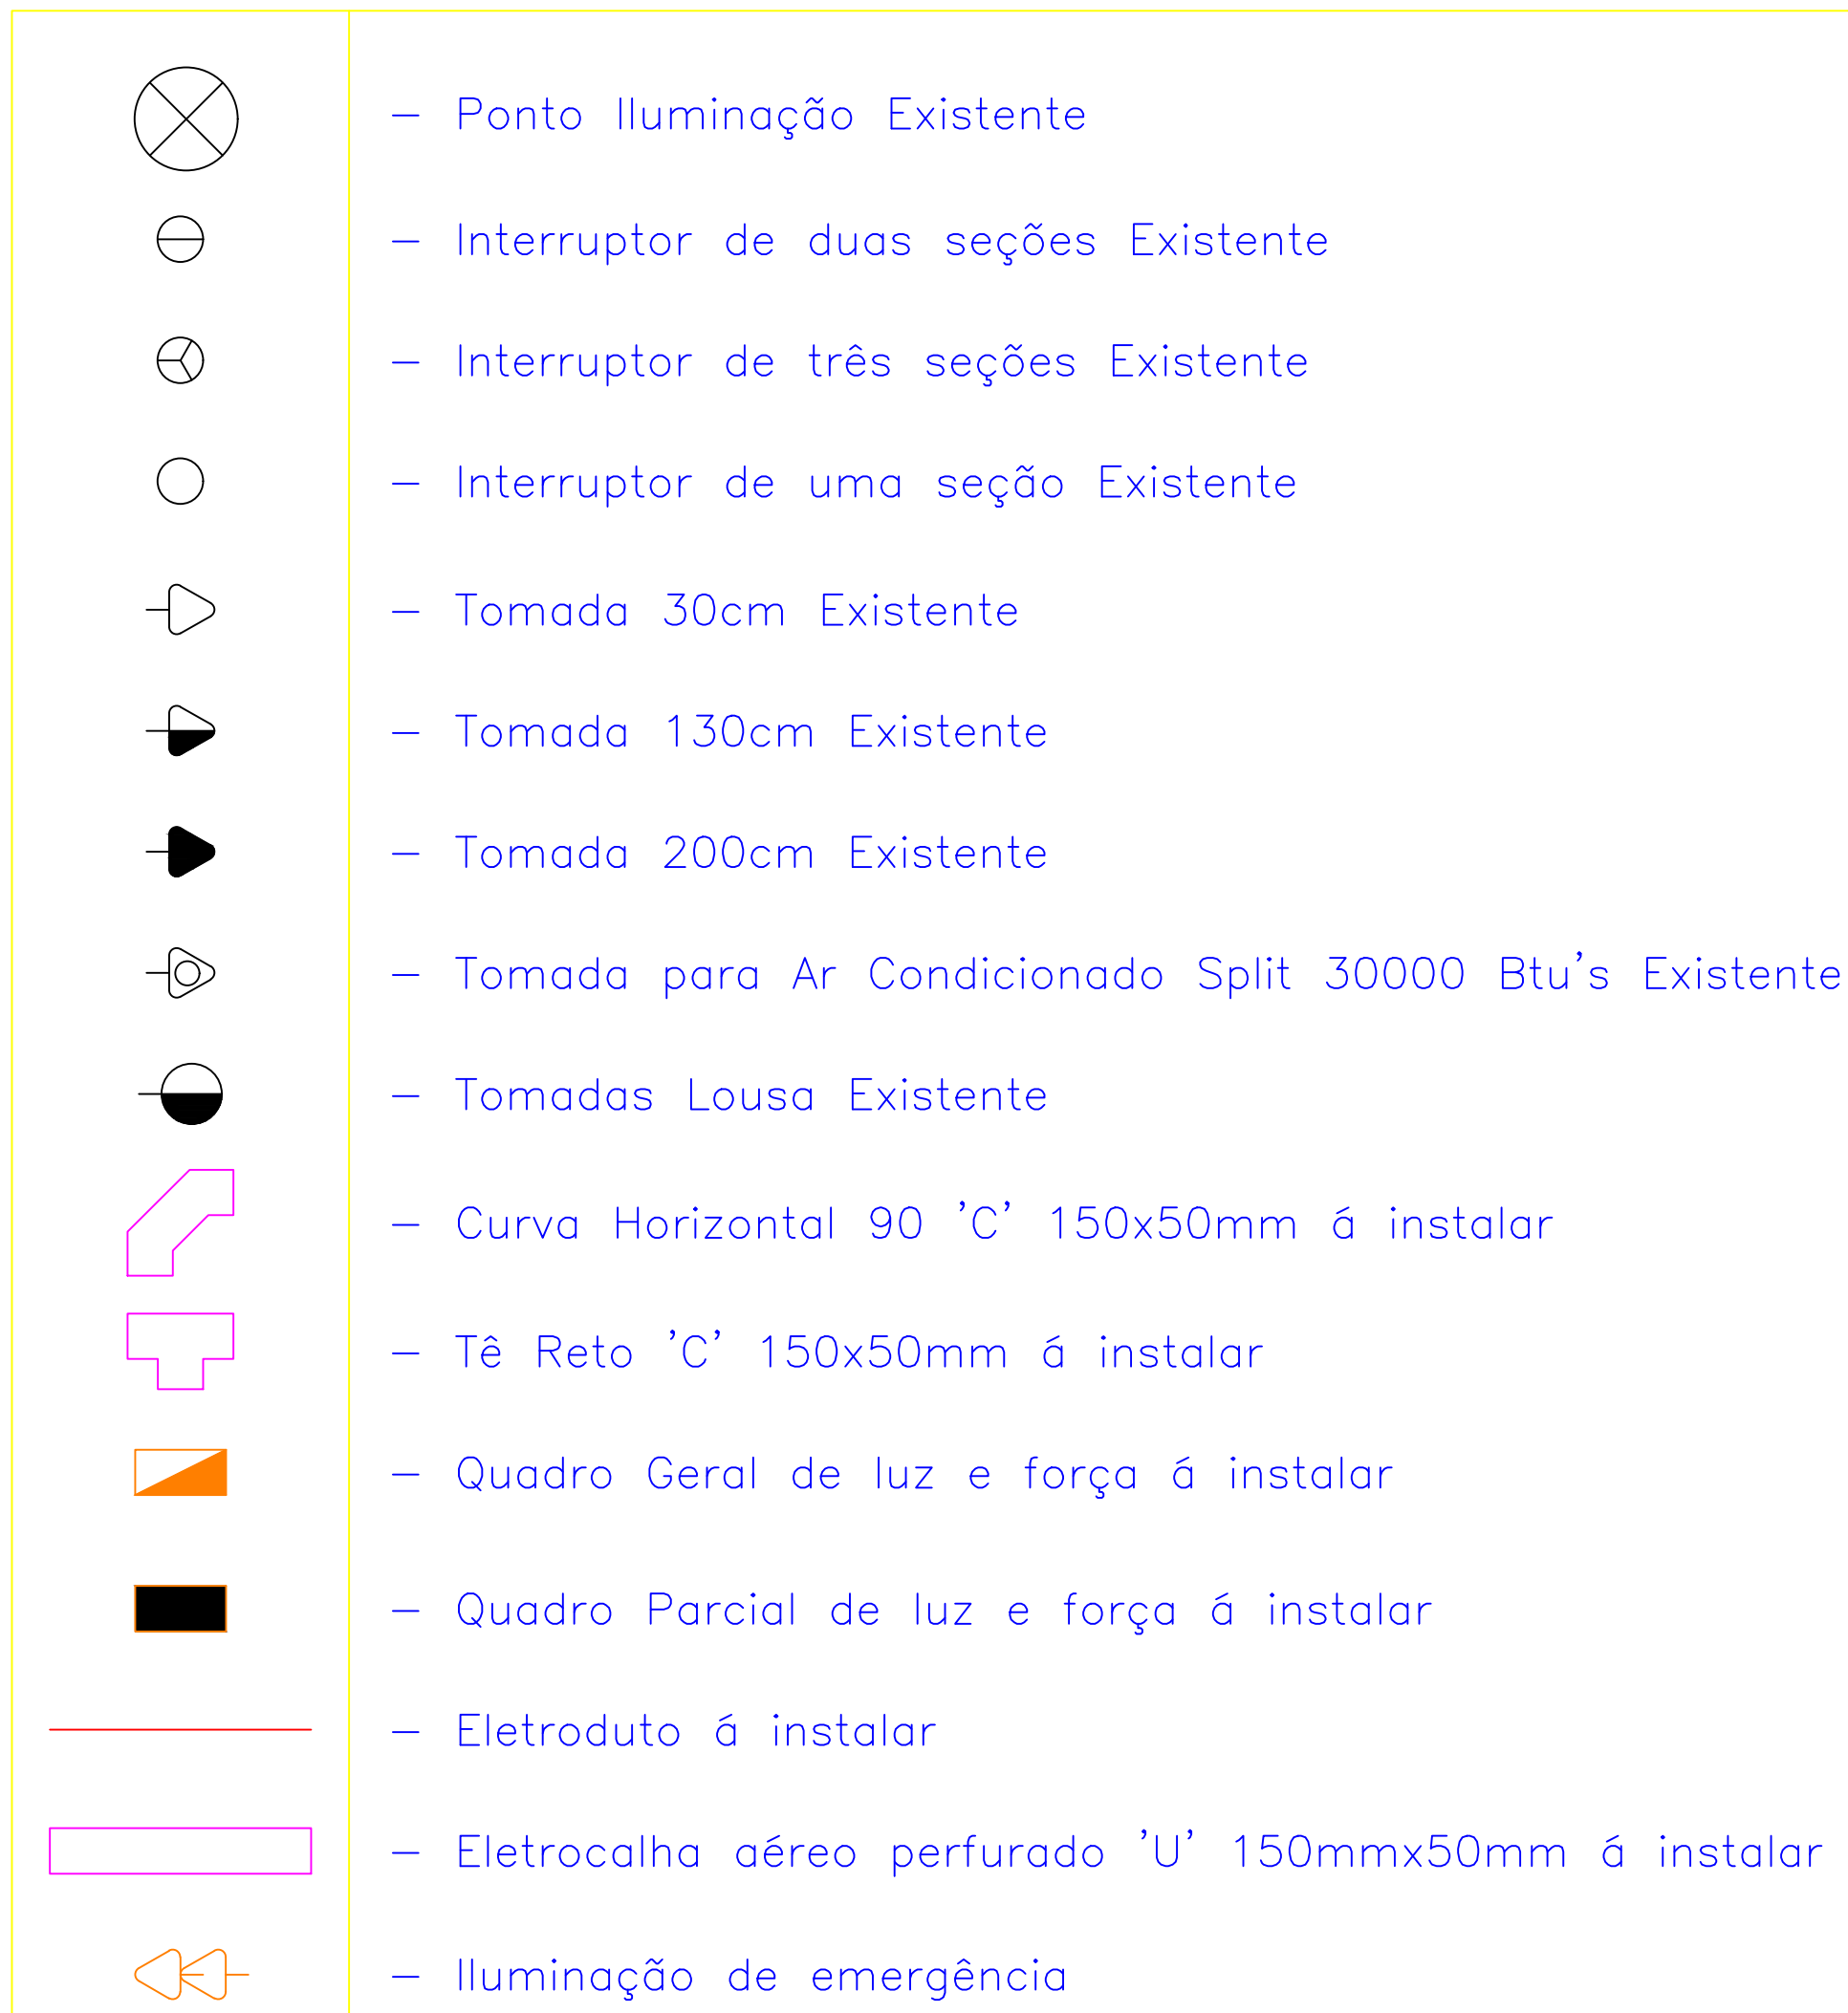 - Ponto Iluminação Existente
- Interruptor de duas seções Existente
- Interruptor de três seções Existente
- Interruptor de uma seção Existente
- Tomada 30cm Existente
- Tomada 130cm Existente
- Tomada 200cm Existente
- Tomada para Ar Condicionado Split 30000 Btu's Existente
- Tomadas Lousa Existente
- Curva Horizontal 90 'C' 150x50mm á instalar
- Tê Reto 'C' 150x50mm á instalar
- Quadro Geral de luz e força á instalar
- Quadro Parcial de luz e força á instalar
- Eletroduto á instalar
- Eletrocalha aéreo perfurado 'U' 150mmx50mm á instalar
- Iluminação de emergência